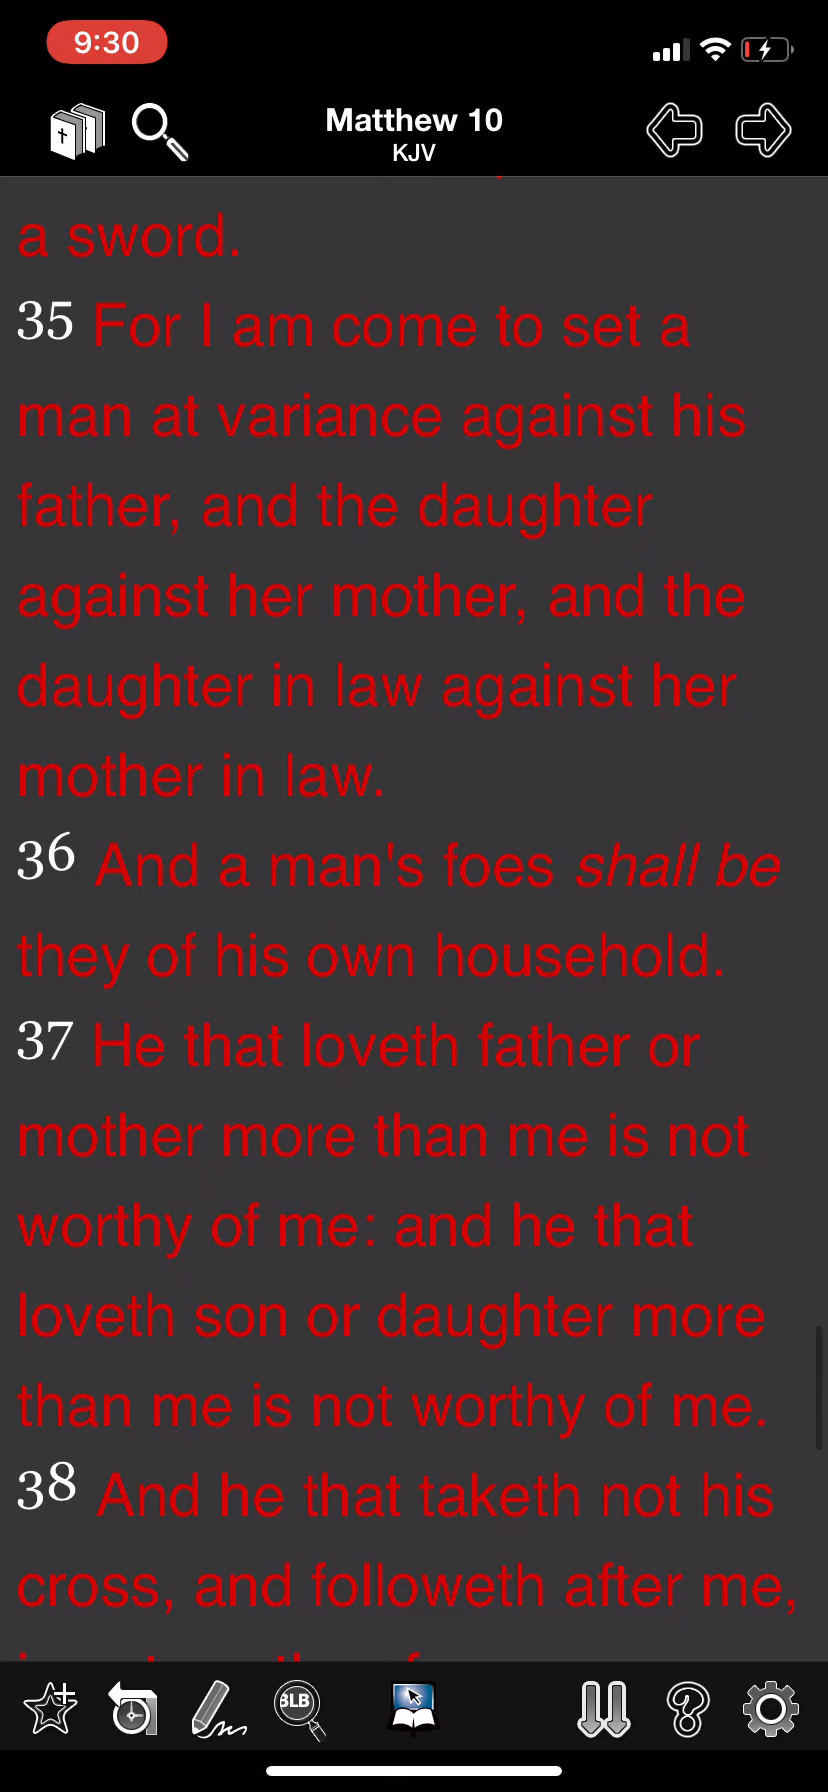 9:30
Matthew 10
KJV
a sword.
35 For I am come to set a
man at variance against his
father, and the daughter
against her mother, and the
daughter in law against her
mother in law.
36 And a man's foes shall be
they of his own household.
37 He that loveth father or
mother more than me is not
worthy of me: and he that
loveth son or daughter more
than me is not worthy of me.
38 And he that taketh not his
cross, and followeth after me,
BLB